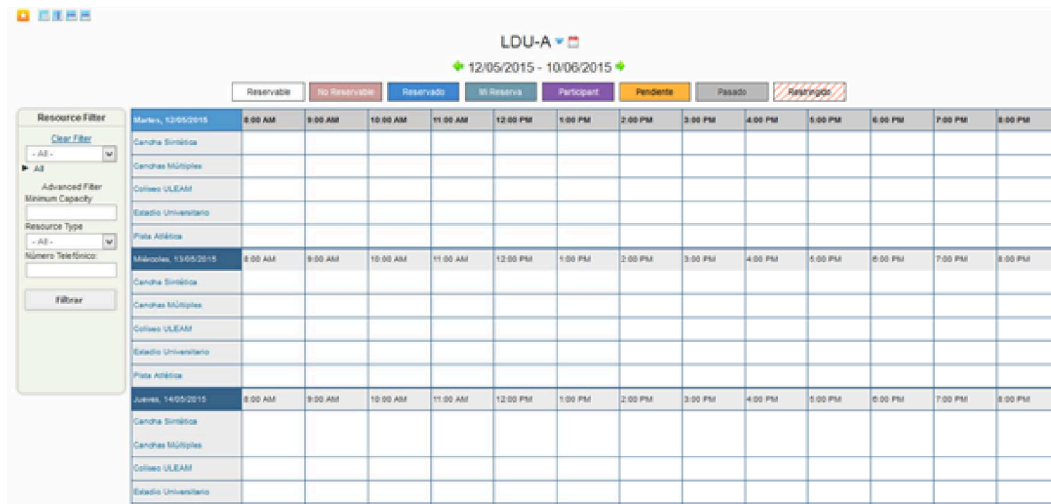 LDU-A
12/05/2015 - 10/06/2015
Reservable No Reservable Reservado Mi Reserva Participant Pendiente Pasado Restringido
Resource Filter
Clear Filter
- All -
All
Advanced Filter
Minimum Capacity
Resource Type
- All -
Número Telefónico:
Filtrar
Martes, 12/05/2015 8:00 AM 9:00 AM 10:00 AM 11:00 AM 12:00 PM 1:00 PM 2:00 PM 3:00 PM 4:00 PM 5:00 PM 6:00 PM 7:00 PM 8:00 PM
Cancha Sintética
Canchas Múltiples
Coliseo ULEAM
Estadio Universitario
Pista Atlética
Miércoles, 13/05/2015 8:00 AM 9:00 AM 10:00 AM 11:00 AM 12:00 PM 1:00 PM 2:00 PM 3:00 PM 4:00 PM 5:00 PM 6:00 PM 7:00 PM 8:00 PM
Cancha Sintética
Canchas Múltiples
Coliseo ULEAM
Estadio Universitario
Pista Atlética
Jueves, 14/05/2015 8:00 AM 9:00 AM 10:00 AM 11:00 AM 12:00 PM 1:00 PM 2:00 PM 3:00 PM 4:00 PM 5:00 PM 6:00 PM 7:00 PM 8:00 PM
Cancha Sintética
Canchas Múltiples
Coliseo ULEAM
Estadio Universitario